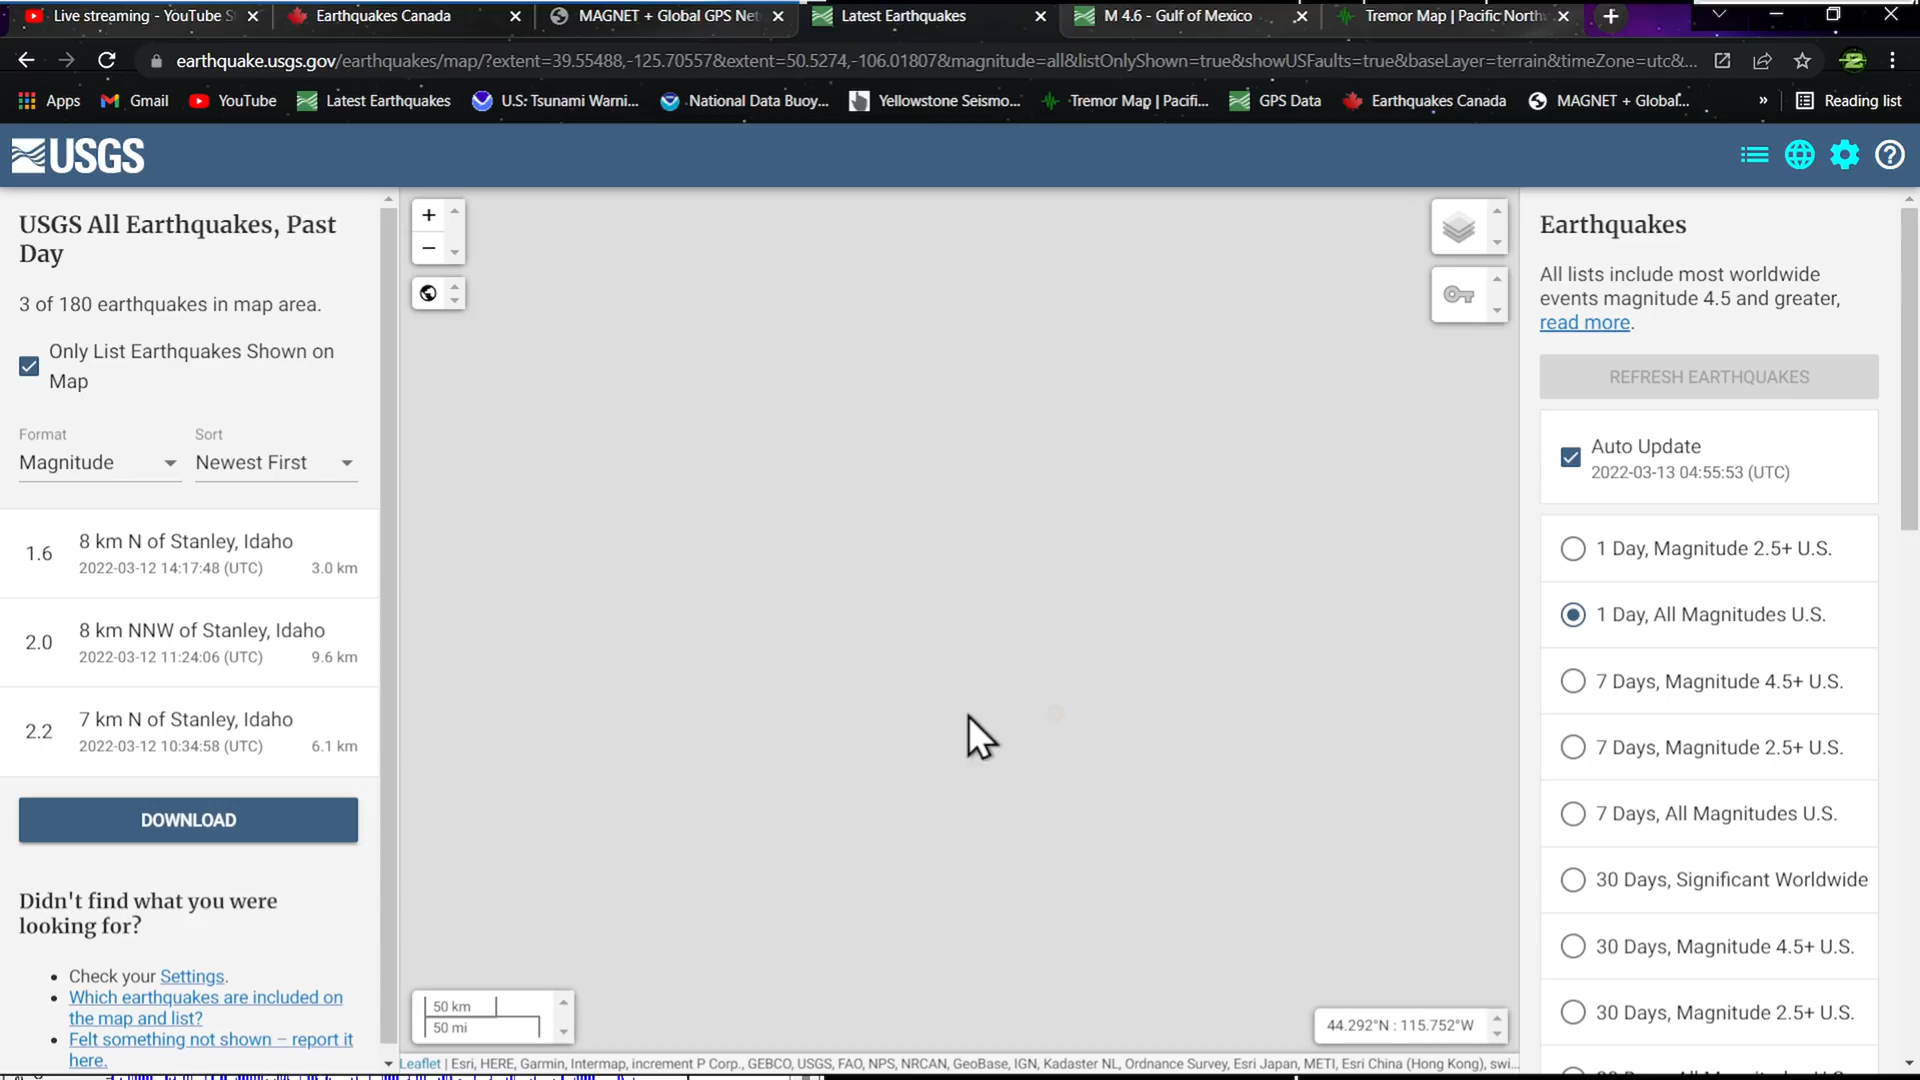 Live streaming - YouTube S
Earthquakes Canada
MAGNET + Global GPS Net
Latest Earthquakes
M 4.6 - Gulf of Mexico
Tremor Map | Pacific North
earthquake.usgs.gov/earthquakes/map/?extent=39.55488,-125.70557&extent=50.5274,-106.01807&magnitude=all&listOnlyShown=true&showUSFaults=true&baseLayer=terrain&timeZone=utc&...
Apps
Gmail
YouTube
Latest Earthquakes
U.S: Tsunami Warni...
National Data Buoy...
Yellowstone Seismo...
Tremor Map | Pacifi...
GPS Data
Earthquakes Canada
MAGNET + Global...
»
Reading list
USGS
USGS All Earthquakes, Past
Day
3 of 180 earthquakes in map area.
Only List Earthquakes Shown on
Map
Format
Sort
Magnitude
Newest First
1.6
8 km N of Stanley, Idaho
2022-03-12 14:17:48 (UTC)
3.0 km
2.0
8 km NNW of Stanley, Idaho
2022-03-12 11:24:06 (UTC)
9.6 km
2.2
7 km N of Stanley, Idaho
2022-03-12 10:34:58 (UTC)
6.1 km
DOWNLOAD
Didn't find what you were
looking for?
• Check your Settings.
• Which earthquakes are included on
the map and list?
• Felt something not shown – report it
here.
+
−
50 km
50 mi
44.292°N : 115.752°W
Leaflet | Esri, HERE, Garmin, Intermap, increment P Corp., GEBCO, USGS, FAO, NPS, NRCAN, GeoBase, IGN, Kadaster NL, Ordnance Survey, Esri Japan, METI, Esri China (Hong Kong), swi...
Earthquakes
All lists include most worldwide
events magnitude 4.5 and greater,
read more.
REFRESH EARTHQUAKES
Auto Update
2022-03-13 04:55:53 (UTC)
1 Day, Magnitude 2.5+ U.S.
1 Day, All Magnitudes U.S.
7 Days, Magnitude 4.5+ U.S.
7 Days, Magnitude 2.5+ U.S.
7 Days, All Magnitudes U.S.
30 Days, Significant Worldwide
30 Days, Magnitude 4.5+ U.S.
30 Days, Magnitude 2.5+ U.S.